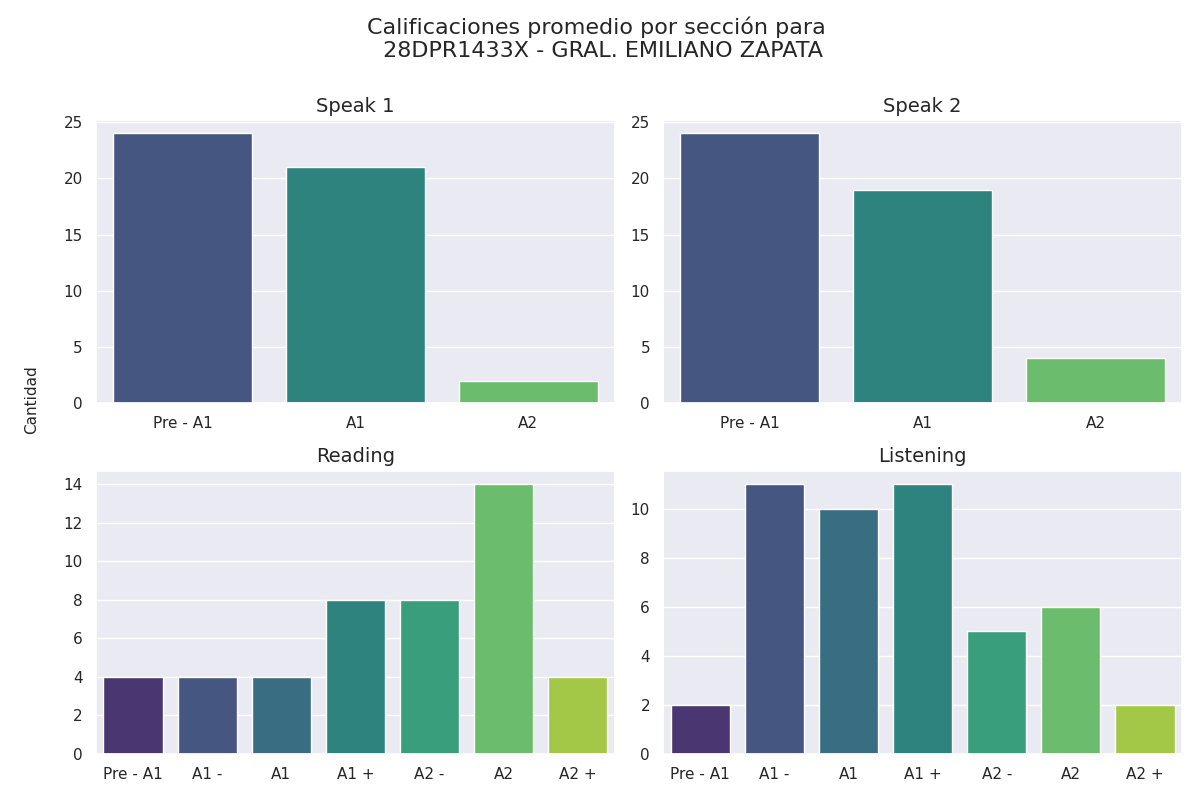 Calificaciones promedio por sección para
28DPR1433X - GRAL. EMILIANO ZAPATA
Speak 1
25
20
15
10
5
0
Pre - A1 A1 A2
Speak 2
25
20
15
10
5
0
Pre - A1 A1 A2
Cantidad
Reading
14
12
10
8
6
4
2
0
Pre - A1 A1 - A1 A1 + A2 - A2 A2 +
Listening
10
8
6
4
2
0
Pre - A1 A1 - A1 A1 + A2 - A2 A2 +